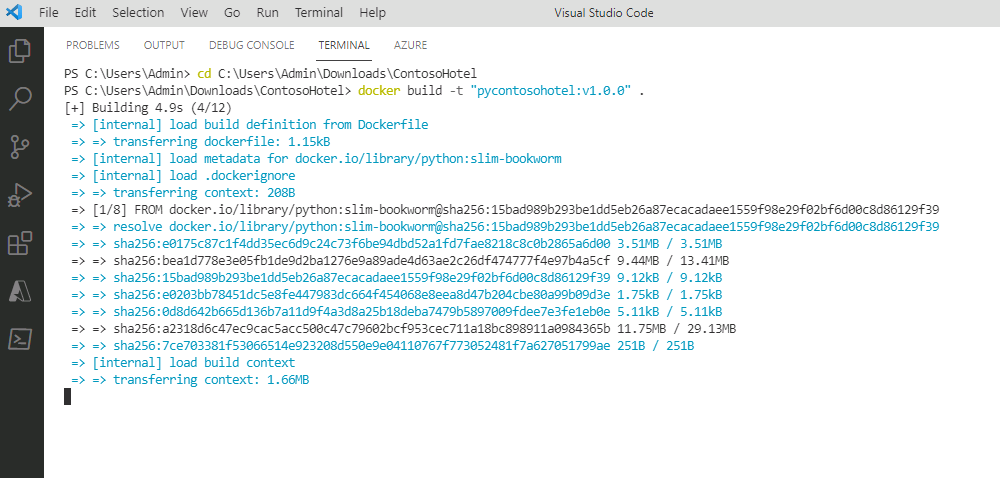 File Edit Selection View Go Run Terminal Help Visual Studio Code
PROBLEMS OUTPUT DEBUG CONSOLE TERMINAL AZURE
PS C:\Users\Admin> cd C:\Users\Admin\Downloads\ContosoHotel
PS C:\Users\Admin\Downloads\ContosoHotel> docker build -t "pycontosohotel:v1.0.0" .
[+] Building 4.9s (4/12)
=> [internal] load build definition from Dockerfile
=> => transferring dockerfile: 1.15kB
=> [internal] load metadata for docker.io/library/python:slim-bookworm
=> [internal] load .dockerignore
=> => transferring context: 208B
=> [1/8] FROM docker.io/library/python:slim-bookworm@sha256:15bad989b293be1dd5eb26a87ecacadaee1559f98e29f02bf6d00c8d86129f39
=> => resolve docker.io/library/python:slim-bookworm@sha256:15bad989b293be1dd5eb26a87ecacadaee1559f98e29f02bf6d00c8d86129f39
=> => sha256:e0175c87c1f4dd35ec6d9c24c73f6be94dbd52a1fd7fae8218c8c0b2865a6d00 3.51MB / 3.51MB
=> => sha256:bea1d778e3e05fb1de9d2ba1276e9a89ade4d63ae2c26df474777f4e97b4a5cf 9.44MB / 13.41MB
=> => sha256:15bad989b293be1dd5eb26a87ecacadaee1559f98e29f02bf6d00c8d86129f39 9.12kB / 9.12kB
=> => sha256:e0203bb78451dc5e8fe447983dc664f454068e8eea8d47b204cbe80a99b09d3e 1.75kB / 1.75kB
=> => sha256:0d8d642b665d136b7a11d9f4a3d8a25b18deba7479b5897009fdee7e3fe1eb0e 5.11kB / 5.11kB
=> => sha256:a2318d6c47ec9cac5acc500c47c79602bcf953cec711a18bc898911a0984365b 11.75MB / 29.13MB
=> => sha256:7ce703381f53066514e923208d550e9e04110767f773052481f7a627051799ae 251B / 251B
=> [internal] load build context
=> => transferring context: 1.66MB